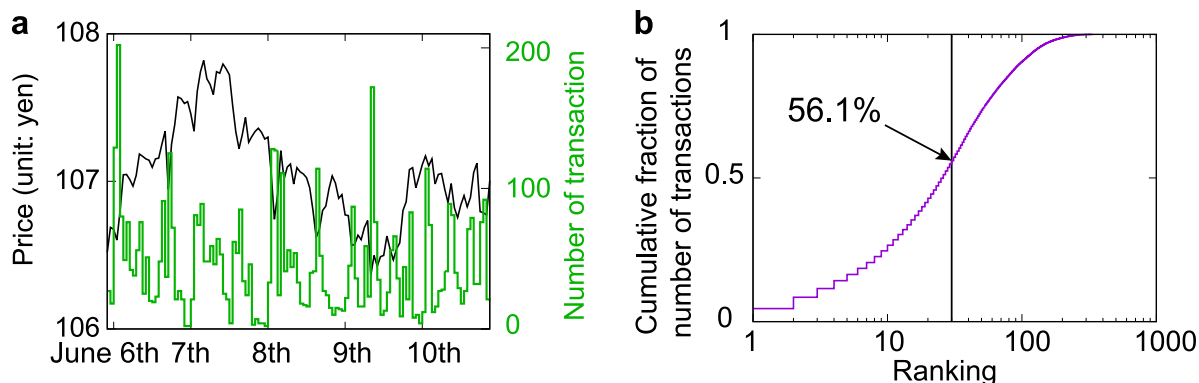 a
108
107
106
Price (unit: yen)
200
100
0
Number of transaction
June 6th 7th 8th 9th 10th
b
1
0.5
0
Cumulative fraction of
number of transactions
56.1%
1 10 100 1000
Ranking